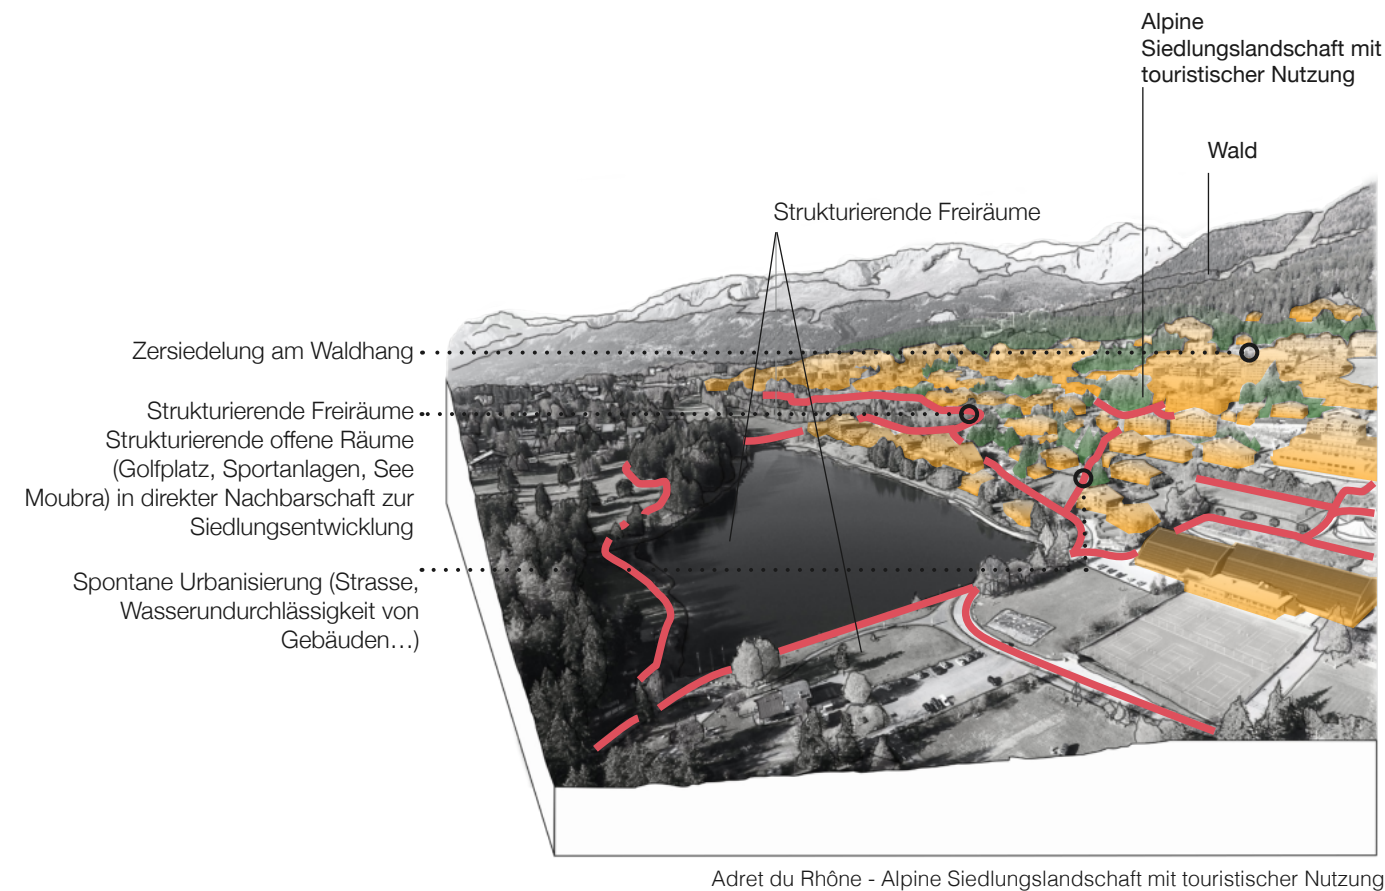 Alpine
Siedlungslandschaft mit
touristischer Nutzung
Wald
Strukturierende Freiräume
Zersiedelung am Waldhang
Strukturierende Freiräume
Strukturierende offene Räume
(Golfplatz, Sportanlagen, See
Moubra) in direkter Nachbarschaft zur
Siedlungsentwicklung
Spontane Urbanisierung (Strasse,
Wasserundurchlässigkeit von
Gebäuden…)
Adret du Rhône - Alpine Siedlungslandschaft mit touristischer Nutzung